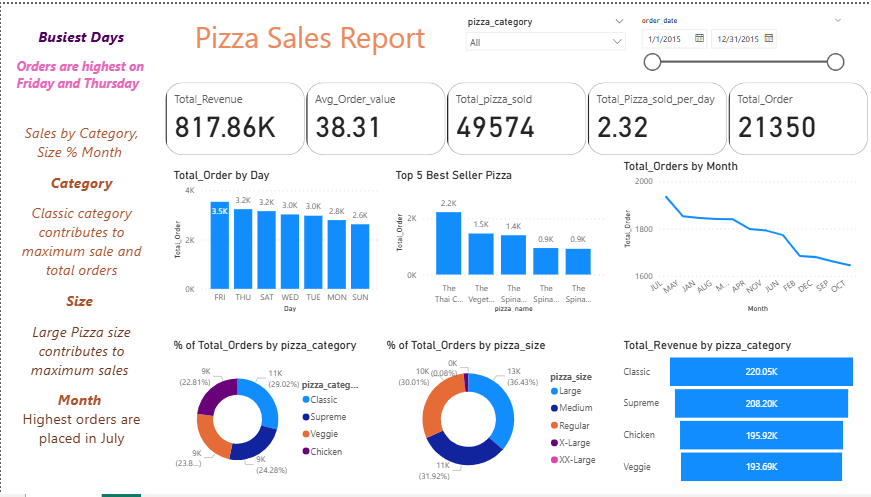 Busiest Days
Orders are highest on
Friday and Thursday
Sales by Category,
Size % Month
Category
Classic category
contributes to
maximum sale and
total orders
Size
Large Pizza size
contributes to
maximum sales
Month
Highest orders are
placed in July
Pizza Sales Report
pizza_category
All
order_date
1/1/2015
12/31/2015
Total_Revenue
817.86K
Avg_Order_value
38.31
Total_pizza_sold
49574
Total_Pizza_sold_per_day
2.32
Total_Order
21350
Total_Order by Day
4K
2K
0K
Total_Order
3.5K
3.2K
3.2K
3.0K
3.0K
2.8K
2.6K
FRI
THU
SAT
WED
TUE
MON
SUN
Day
Top 5 Best Seller Pizza
2K
0K
Total_Order
2.2K
1.5K
1.4K
0.9K
0.9K
The
Thai C...
The
Veget...
The
Spina...
The
Spina...
The
Spina...
pizza_name
Total_Orders by Month
2000
1800
1600
Total_Order
JUL
MAY
JAN
AUG
M...
APR
NOV
JUN
FEB
DEC
SEP
OCT
Month
% of Total_Orders by pizza_category
11K
(29.02%)
9K
(24.28%)
9K
(23.8...)
9K
(22.81%)
pizza_categ...
Classic
Supreme
Veggie
Chicken
% of Total_Orders by pizza_size
13K
(36.43%)
11K
(31.92%)
10K
(30.01%)
0K
(0.08%)
pizza_size
Large
Medium
Regular
X-Large
XX-Large
Total_Revenue by pizza_category
Classic
220.05K
Supreme
208.20K
Chicken
195.92K
Veggie
193.69K